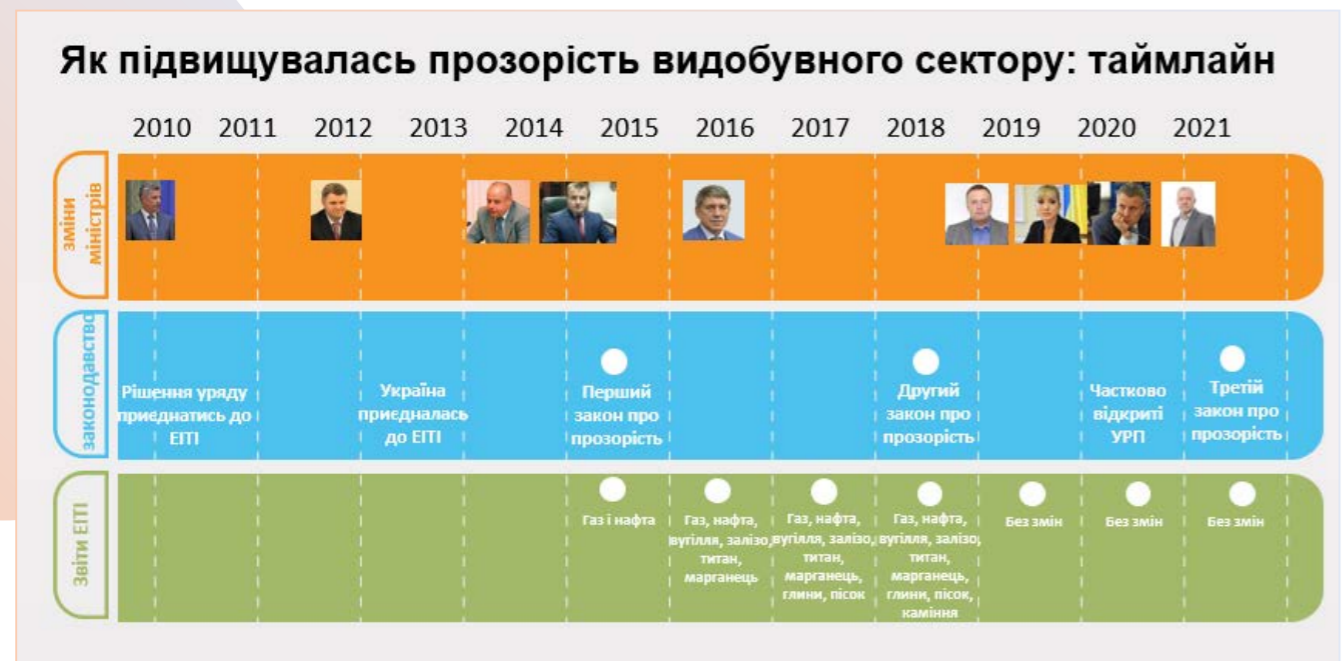 Як підвищувалась прозорість видобувного сектору: таймлайн
2010 2011 2012 2013 2014 2015 2016 2017 2018 2019 2020 2021
зміни
міністрів
законодавство
Рішення уряду
приєднатись до
ЕІТІ
Україна
приєдналась
до ЕІТІ
Перший
закон про
прозорість
Другий
закон про
прозорість
Частково
відкриті
УРП
Третій
закон про
прозорість
Звіти ЕІТІ
Газ і нафта
Газ, нафта,
вугілля, залізо,
титан,
марганець
Газ, нафта,
вугілля, залізо,
титан,
марганець,
глини, пісок
Газ, нафта,
вугілля, залізо,
титан,
марганець,
глини, пісок,
каміння
Без змін
Без змін
Без змін